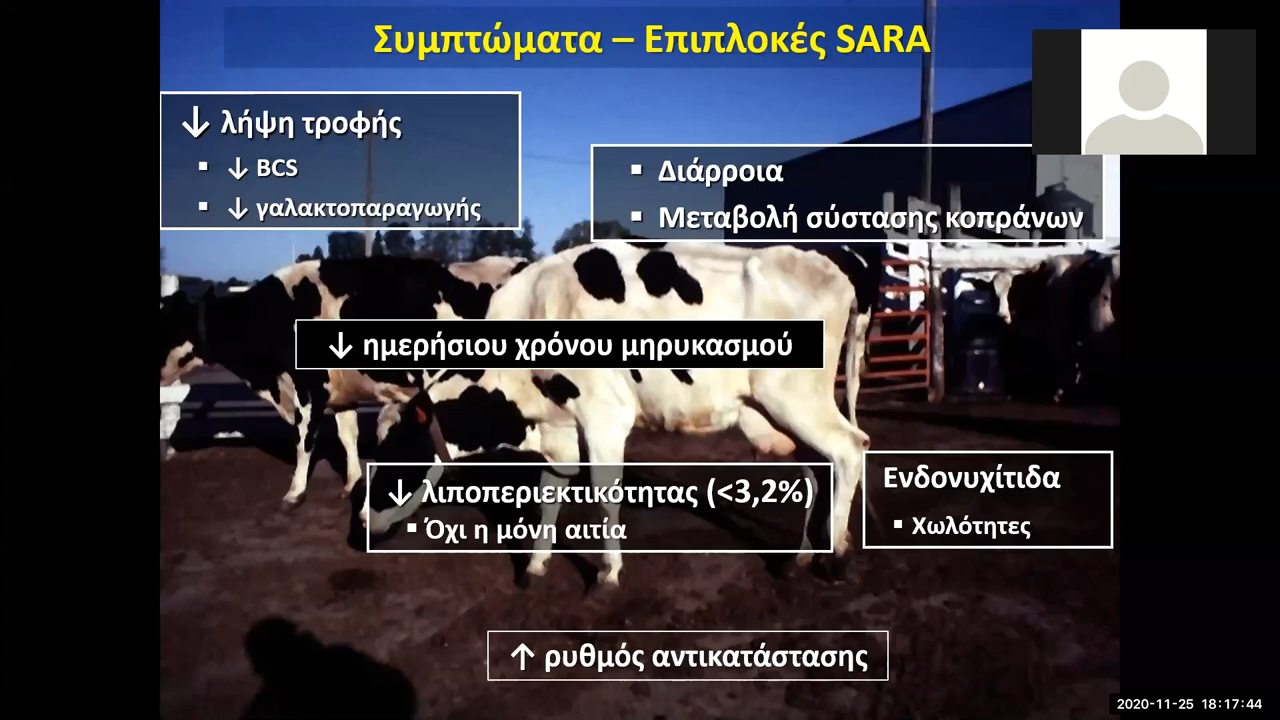 Συμπτώματα – Επιπλοκές SARA
↓ λήψη τροφής
▪ ↓ BCS
▪ ↓ γαλακτοπαραγωγής
▪ Διάρροια
▪ Μεταβολή σύστασης κοπράνων
↓ ημερήσιου χρόνου μηρυκασμού
↓ λιποπεριεκτικότητας (<3,2%)
▪ Όχι η μόνη αιτία
Ενδονυχίτιδα
▪ Χωλότητες
↑ ρυθμός αντικατάστασης
2020-11-25 18:17:44